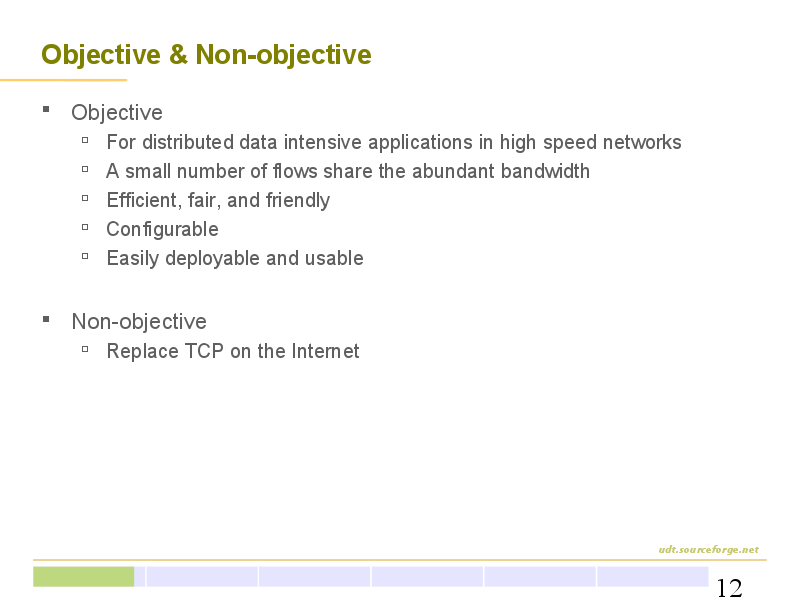 Objective & Non-objective
Objective
For distributed data intensive applications in high speed networks
A small number of flows share the abundant bandwidth
Efficient, fair, and friendly
Configurable
Easily deployable and usable
Non-objective
Replace TCP on the Internet
udt.sourceforge.net
12